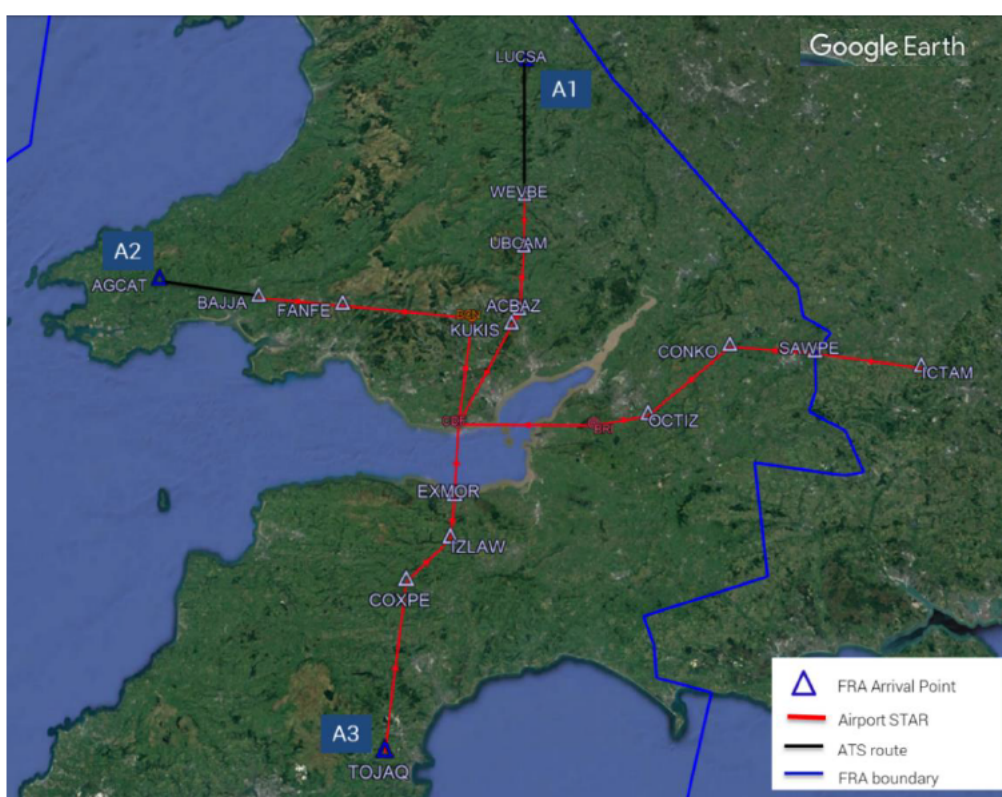 Google Earth
LUCSA
A1
WEVBE
UBCAM
A2
AGCAT
BAJJA
FANFE
ACBAZ
KUKIS
CONKO
SAWPE
ICTAM
OCTIZ
BRI
EXMOR
IZLAW
COXPE
A3
TOJAQ
FRA Arrival Point
Airport STAR
ATS route
FRA boundary